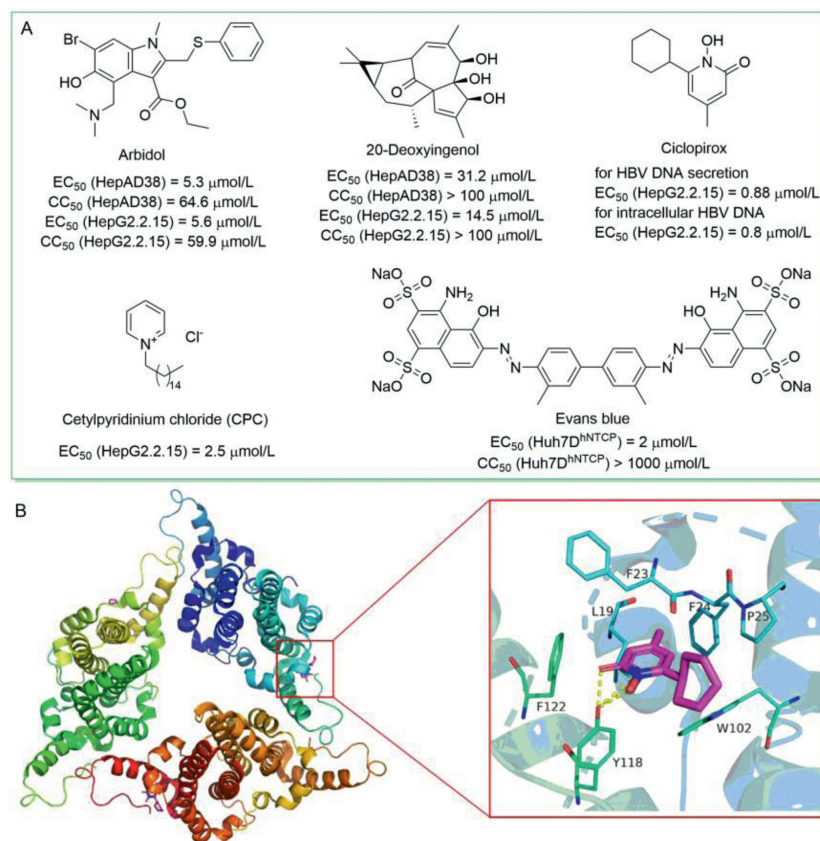 A
N
S
Br
HO
N
O
O
Arbidol
EC50 (HepAD38) = 5.3 μmol/L
CC50 (HepAD38) = 64.6 μmol/L
EC50 (HepG2.2.15) = 5.6 μmol/L
CC50 (HepG2.2.15) = 59.9 μmol/L
O
OH
OH
OH
20-Deoxyingenol
EC50 (HepAD38) = 31.2 μmol/L
CC50 (HepAD38) > 100 μmol/L
EC50 (HepG2.2.15) = 14.5 μmol/L
CC50 (HepG2.2.15) > 100 μmol/L
OH
N
O
Ciclopirox
for HBV DNA secretion
EC50 (HepG2.2.15) = 0.88 μmol/L
for intracellular HBV DNA
EC50 (HepG2.2.15) = 0.8 μmol/L
N+
Cl-
14
Cetylpyridinium chloride (CPC)
EC50 (HepG2.2.15) = 2.5 μmol/L
NaO
O
S
O
NH2
OH
N
N
O
S
O
NaO
N
N
HO
NH2
O
S
O
ONa
O
S
O
ONa
Evans blue
EC50 (Huh7DhNTCP) = 2 μmol/L
CC50 (Huh7DhNTCP) > 1000 μmol/L
B
F23
L19
F24
P25
F122
W102
Y118